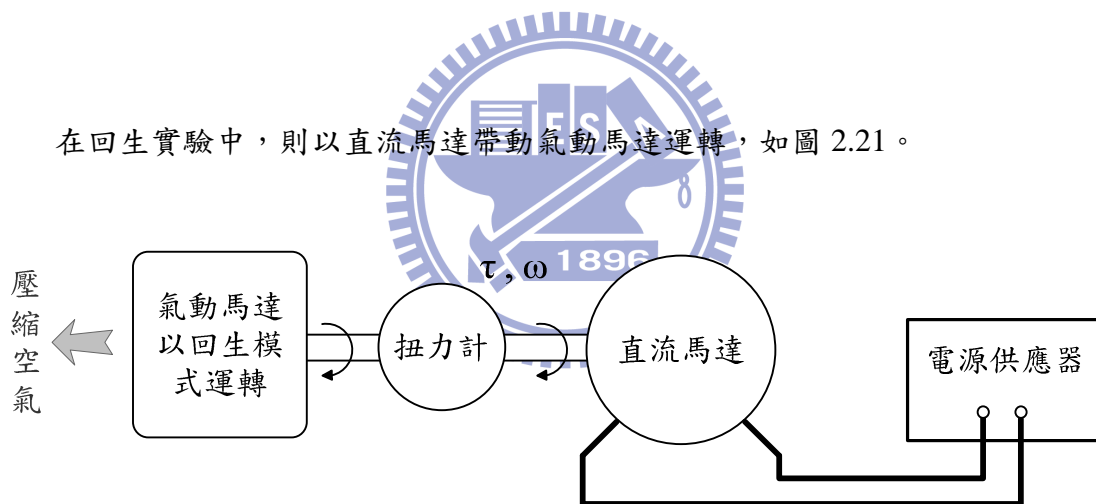 ES
在回生實驗中，則以直流馬達帶動氣動馬達運轉，如圖 2.21。
1896
τ , ω
壓
縮
空
氣
氣動馬達
以回生模
式運轉
扭力計
直流馬達
電源供應器